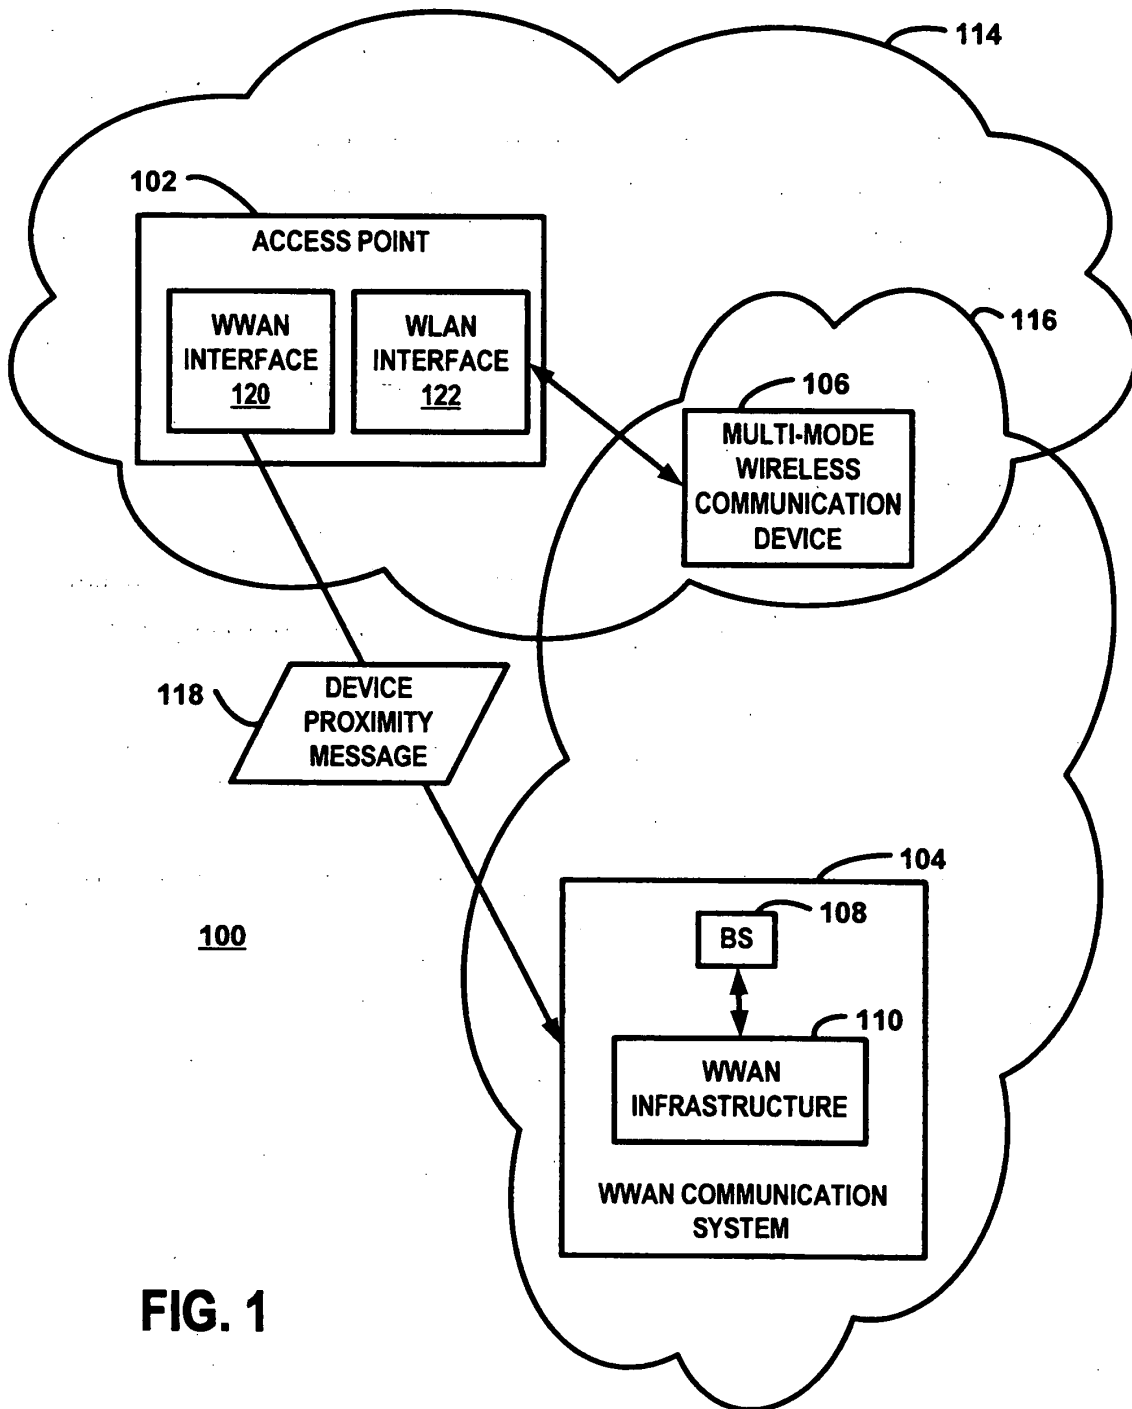 114
102
ACCESS POINT
WWAN
INTERFACE
120
WLAN
INTERFACE
122
116
106
MULTI-MODE
WIRELESS
COMMUNICATION
DEVICE
118
DEVICE
PROXIMITY
MESSAGE
104
108
BS
100
110
WWAN
INFRASTRUCTURE
WWAN COMMUNICATION
SYSTEM
FIG. 1